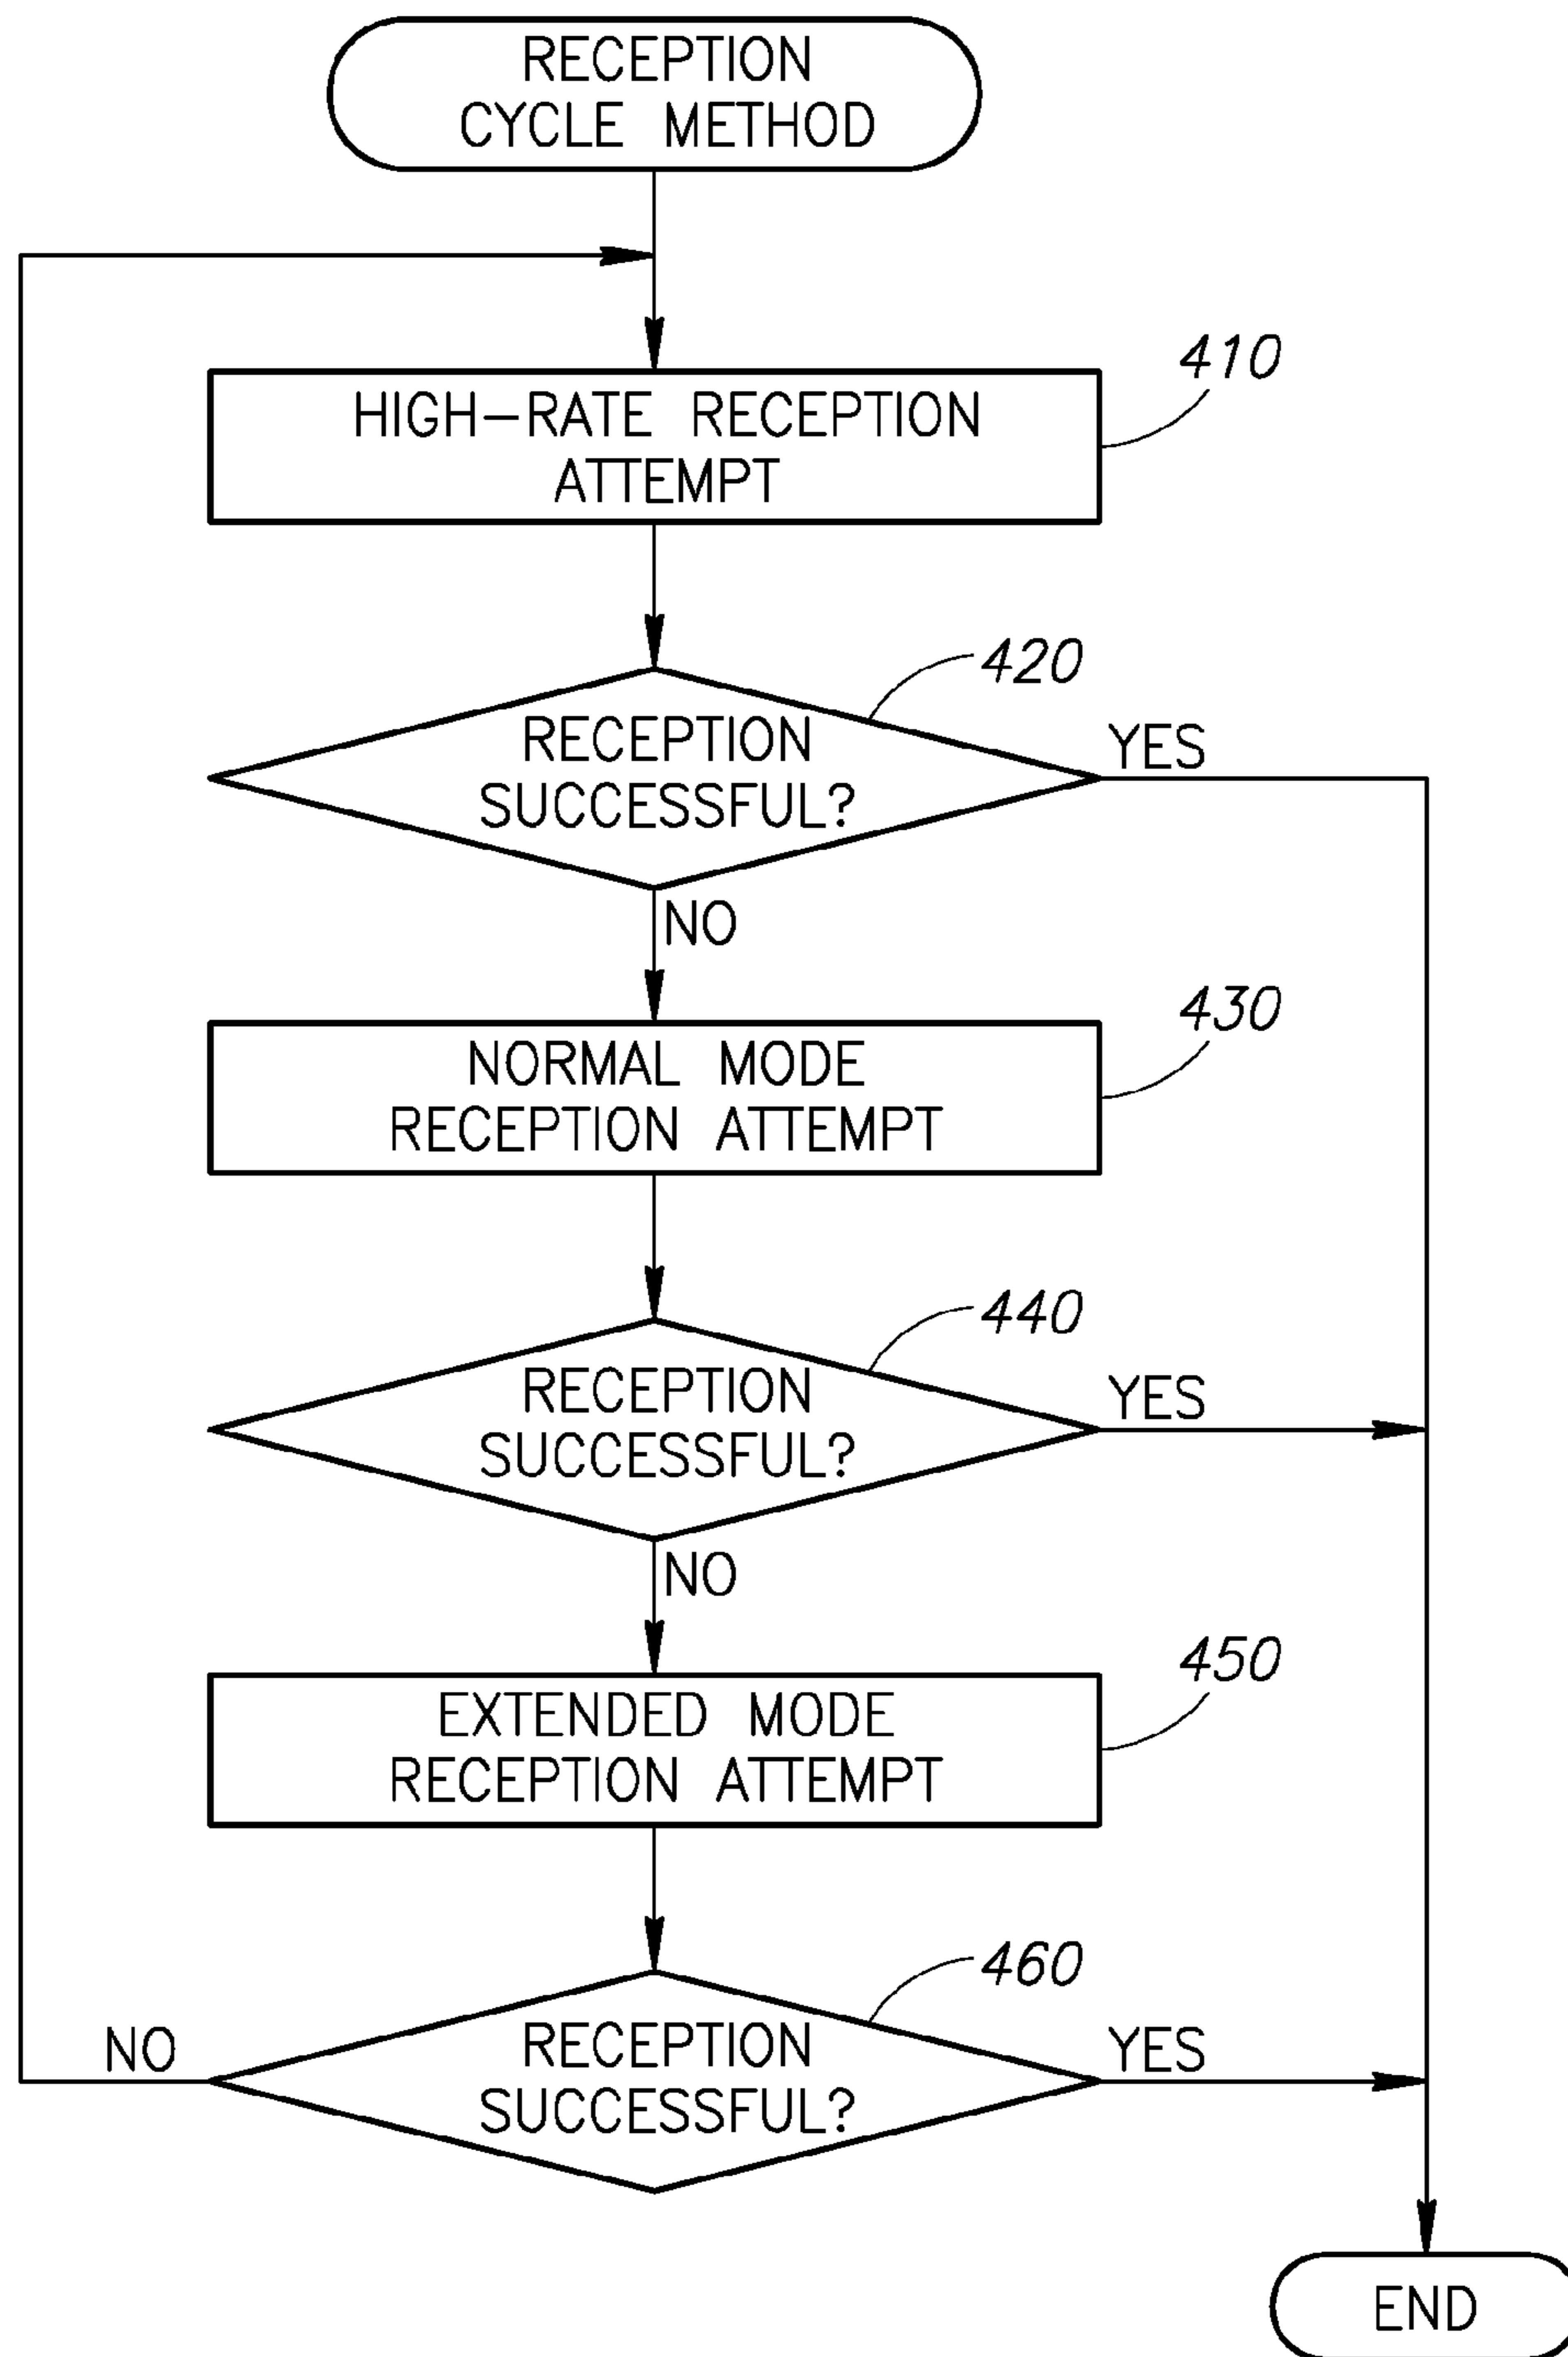 RECEPTION
CYCLE METHOD
410
HIGH-RATE RECEPTION
ATTEMPT
420
RECEPTION
SUCCESSFUL?
YES
NO
430
NORMAL MODE
RECEPTION ATTEMPT
440
RECEPTION
SUCCESSFUL?
YES
NO
450
EXTENDED MODE
RECEPTION ATTEMPT
460
NO
RECEPTION
SUCCESSFUL?
YES
END